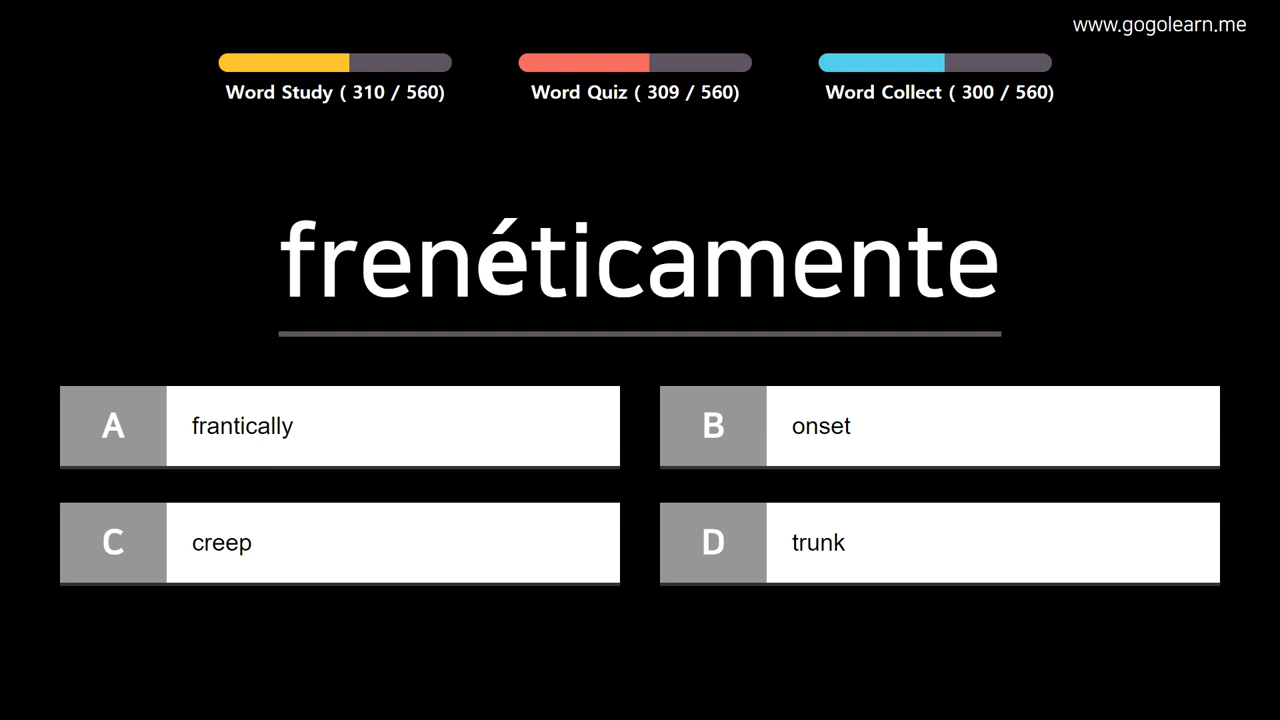 www.gogolearn.me
Word Study ( 310 / 560)
Word Quiz ( 309 / 560)
Word Collect ( 300 / 560)
frenéticamente
A frantically
B onset
C creep
D trunk